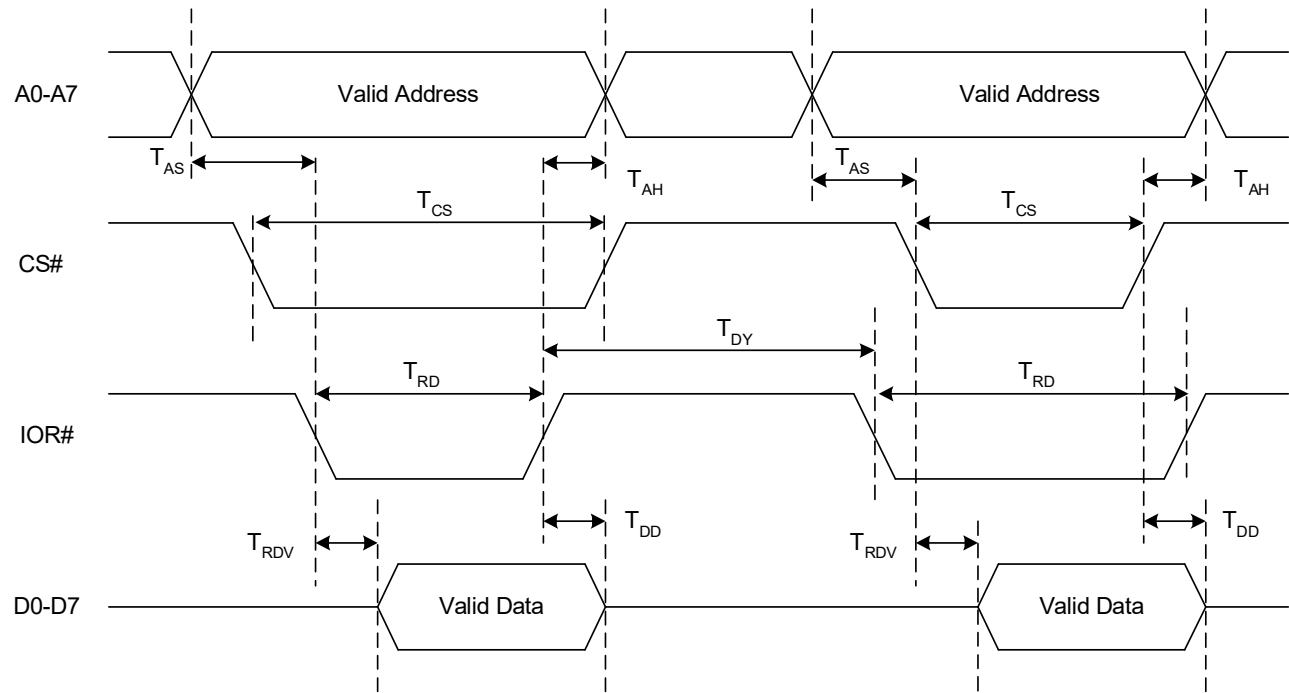 A0-A7
Valid Address
Valid Address
TAS
TAH
TAS
TAH
TCS
TCS
CS#
TDY
TRD
TRD
IOR#
TRDV
TDD
TRDV
TDD
D0-D7
Valid Data
Valid Data